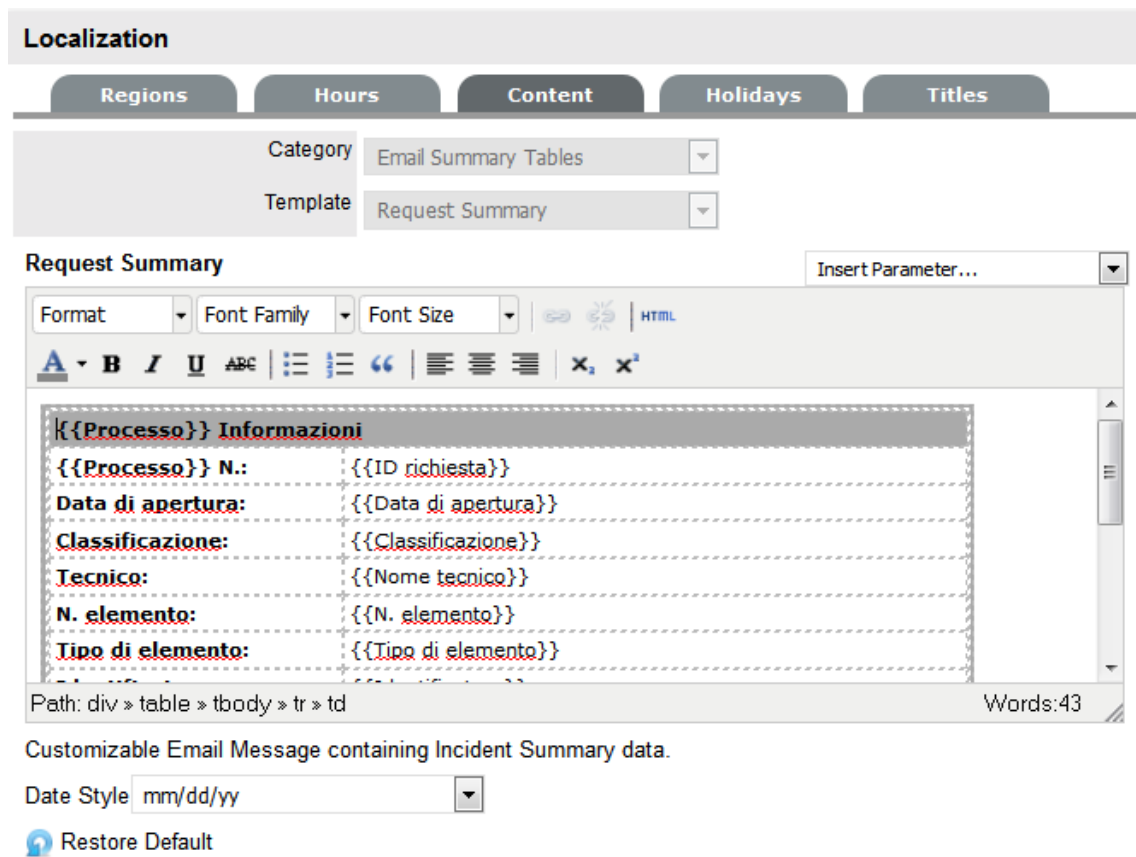 Localization
Regions Hours Content Holidays Titles
Category Email Summary Tables
Template Request Summary
Request Summary Insert Parameter...
Format Font Family Font Size HTML
A B I U ABC
{{Processo}} Informazioni
{{Processo}} N.: {{ID richiesta}}
Data di apertura: {{Data di apertura}}
Classificazione: {{Classificazione}}
Tecnico: {{Nome tecnico}}
N. elemento: {{N. elemento}}
Tipo di elemento: {{Tipo di elemento}}
Path: div » table » tbody » tr » td Words:43
Customizable Email Message containing Incident Summary data.
Date Style mm/dd/yy
Restore Default